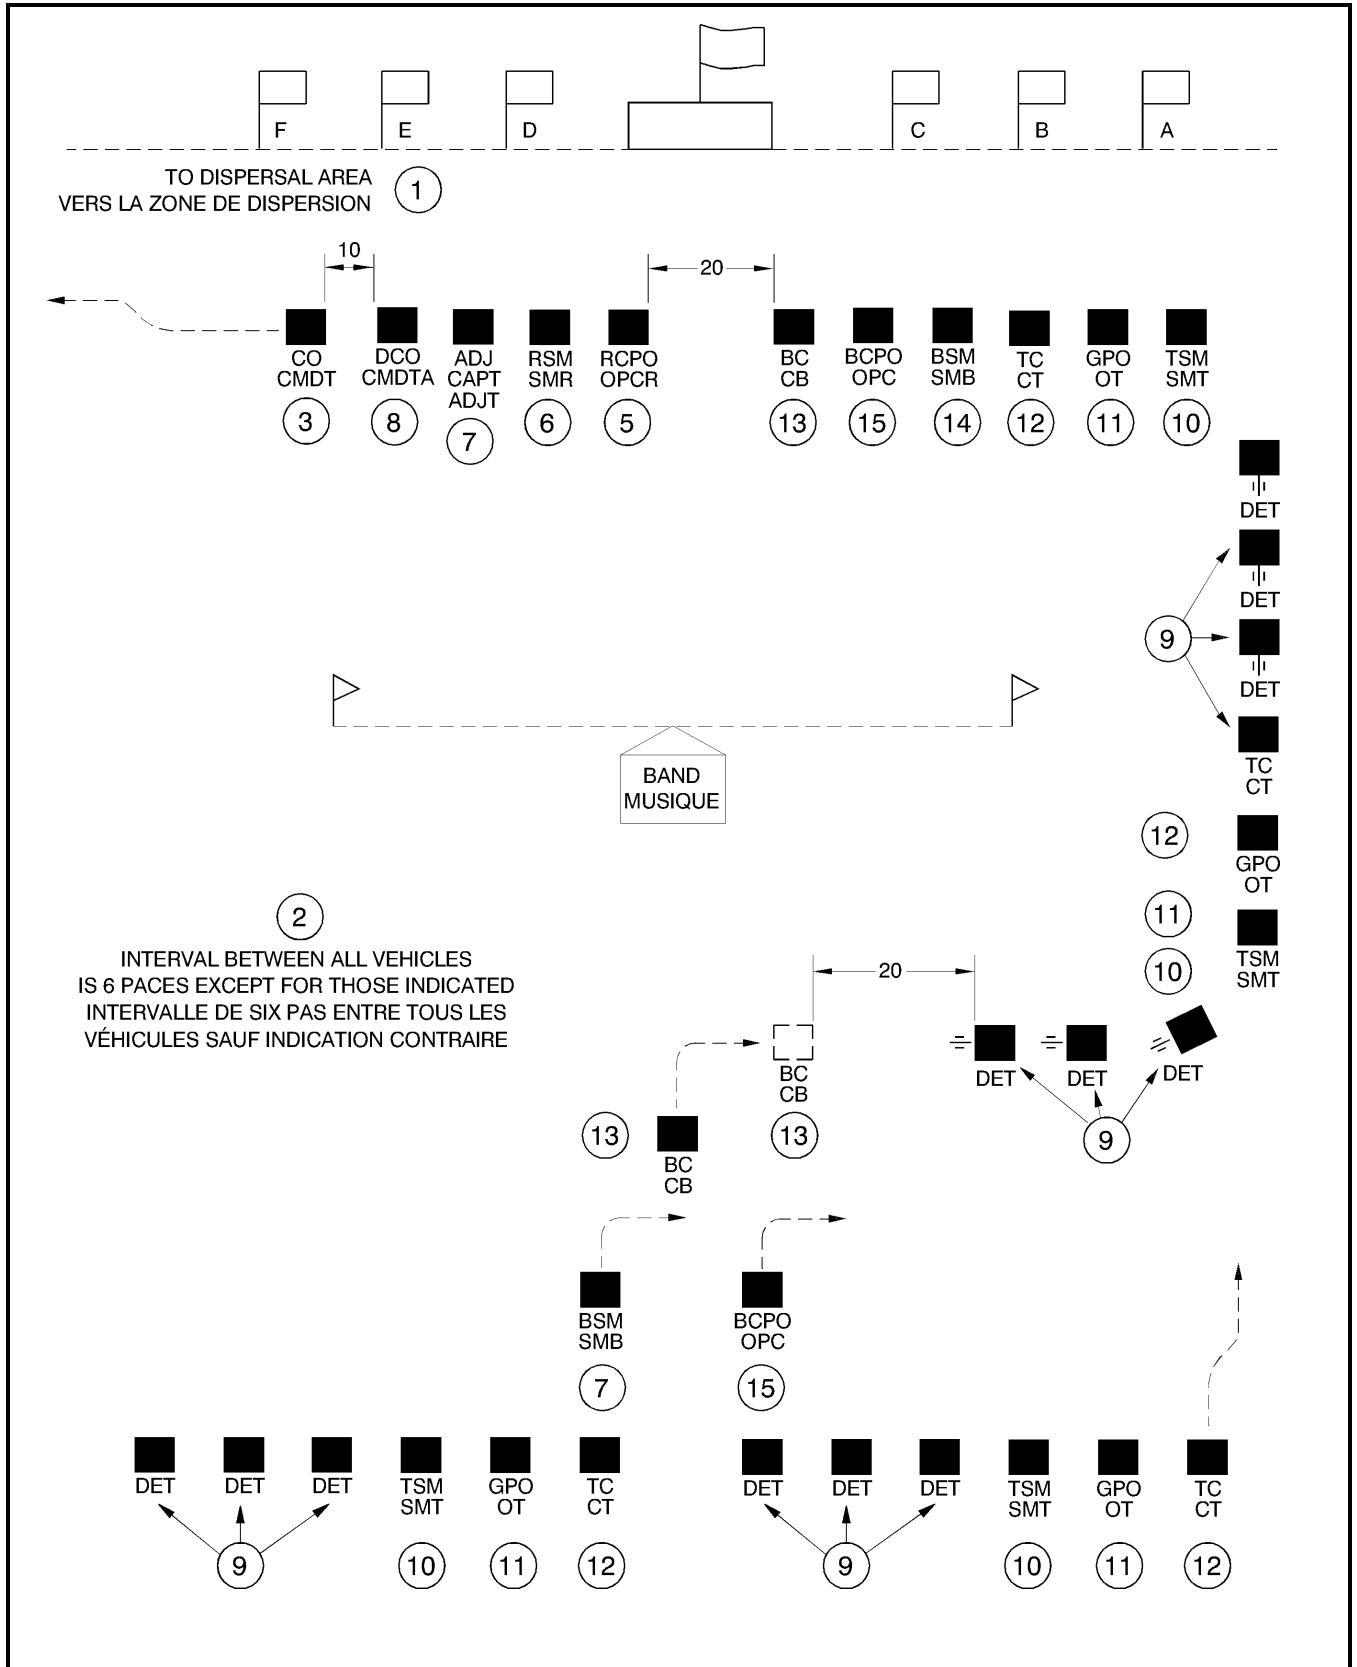 F E D C B A
TO DISPERSAL AREA
VERS LA ZONE DE DISPERSION
1
10
20
CO
CMDT
3
DCO
CMDTA
8
ADJ
CAPT
ADJT
7
RSM
SMR
6
RCPO
OPCR
5
BC
CB
13
BCPO
OPC
15
BSM
SMB
14
TC
CT
12
GPO
OT
11
TSM
SMT
10
DET
DET
DET
9
TC
CT
BAND
MUSIQUE
12
GPO
OT
11
10
TSM
SMT
2
INTERVAL BETWEEN ALL VEHICLES
IS 6 PACES EXCEPT FOR THOSE INDICATED
INTERVALLE DE SIX PAS ENTRE TOUS LES
VÉHICULES SAUF INDICATION CONTRAIRE
20
BC
CB
13
DET
DET
DET
9
13
BC
CB
BSM
SMB
7
BCPO
OPC
15
DET
DET
DET
9
TSM
SMT
10
GPO
OT
11
TC
CT
12
DET
DET
DET
9
TSM
SMT
10
GPO
OT
11
TC
CT
12